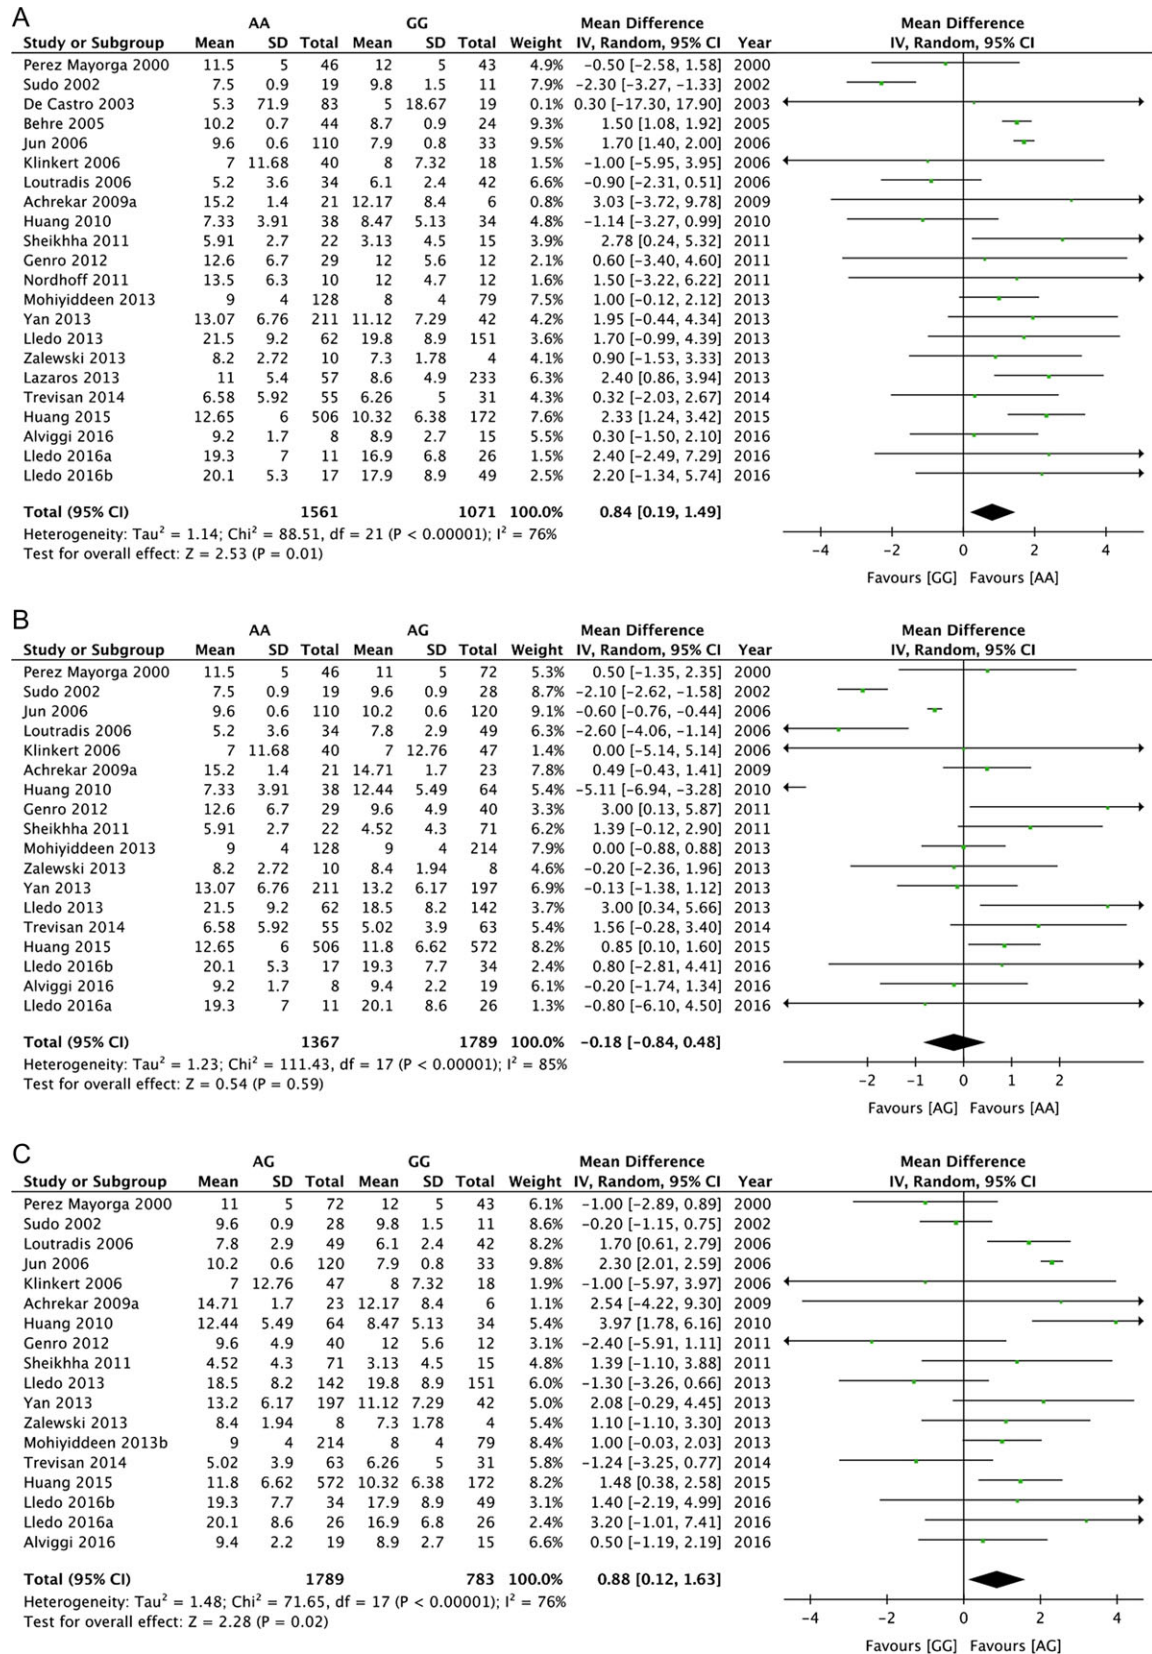 A
AA GG Mean Difference Mean Difference
Study or Subgroup Mean SD Total Mean SD Total Weight IV, Random, 95% CI Year IV, Random, 95% CI
Perez Mayorga 2000 11.5 5 46 12 5 43 4.9% −0.50 [−2.58, 1.58] 2000
Sudo 2002 7.5 0.9 19 9.8 1.5 11 7.9% −2.30 [−3.27, −1.33] 2002
De Castro 2003 5.3 71.9 83 5 18.67 19 0.1% 0.30 [−17.30, 17.90] 2003
Behre 2005 10.2 0.7 44 8.7 0.9 24 9.3% 1.50 [1.08, 1.92] 2005
Jun 2006 9.6 0.6 110 7.9 0.8 33 9.5% 1.70 [1.40, 2.00] 2006
Klinkert 2006 7 11.68 40 8 7.32 18 1.5% −1.00 [−5.95, 3.95] 2006
Loutradis 2006 5.2 3.6 34 6.1 2.4 42 6.6% −0.90 [−2.31, 0.51] 2006
Achrekar 2009a 15.2 1.4 21 12.17 8.4 6 0.8% 3.03 [−3.72, 9.78] 2009
Huang 2010 7.33 3.91 38 8.47 5.13 34 4.8% −1.14 [−3.27, 0.99] 2010
Sheikhha 2011 5.91 2.7 22 3.13 4.5 15 3.9% 2.78 [0.24, 5.32] 2011
Genro 2012 12.6 6.7 29 12 5.6 12 2.1% 0.60 [−3.40, 4.60] 2011
Nordhoff 2011 13.5 6.3 10 12 4.7 12 1.6% 1.50 [−3.22, 6.22] 2011
Mohiyiddeen 2013 9 4 128 8 4 79 7.5% 1.00 [−0.12, 2.12] 2013
Yan 2013 13.07 6.76 211 11.12 7.29 42 4.2% 1.95 [−0.44, 4.34] 2013
Lledo 2013 21.5 9.2 62 19.8 8.9 151 3.6% 1.70 [−0.99, 4.39] 2013
Zalewski 2013 8.2 2.72 10 7.3 1.78 4 4.1% 0.90 [−1.53, 3.33] 2013
Lazaros 2013 11 5.4 57 8.6 4.9 233 6.3% 2.40 [0.86, 3.94] 2013
Trevisan 2014 6.58 5.92 55 6.26 5 31 4.3% 0.32 [−2.03, 2.67] 2014
Huang 2015 12.65 6 506 10.32 6.38 172 7.6% 2.33 [1.24, 3.42] 2015
Alviggi 2016 9.2 1.7 8 8.9 2.7 15 5.5% 0.30 [−1.50, 2.10] 2016
Lledo 2016a 19.3 7 11 16.9 6.8 26 1.5% 2.40 [−2.49, 7.29] 2016
Lledo 2016b 20.1 5.3 17 17.9 8.9 49 2.5% 2.20 [−1.34, 5.74] 2016
Total (95% CI) 1561 1071 100.0% 0.84 [0.19, 1.49]
Heterogeneity: Tau² = 1.14; Chi² = 88.51, df = 21 (P < 0.00001); I² = 76%
Test for overall effect: Z = 2.53 (P = 0.01)
−4 −2 0 2 4
Favours [GG] Favours [AA]
B
AA AG Mean Difference Mean Difference
Study or Subgroup Mean SD Total Mean SD Total Weight IV, Random, 95% CI Year IV, Random, 95% CI
Perez Mayorga 2000 11.5 5 46 11 5 72 5.3% 0.50 [−1.35, 2.35] 2000
Sudo 2002 7.5 0.9 19 9.6 0.9 28 8.7% −2.10 [−2.62, −1.58] 2002
Jun 2006 9.6 0.6 110 10.2 0.6 120 9.1% −0.60 [−0.76, −0.44] 2006
Loutradis 2006 5.2 3.6 34 7.8 2.9 49 6.3% −2.60 [−4.06, −1.14] 2006
Klinkert 2006 7 11.68 40 7 12.76 47 1.4% 0.00 [−5.14, 5.14] 2006
Achrekar 2009a 15.2 1.4 21 14.71 1.7 23 7.8% 0.49 [−0.43, 1.41] 2009
Huang 2010 7.33 3.91 38 12.44 5.49 64 5.4% −5.11 [−6.94, −3.28] 2010
Genro 2012 12.6 6.7 29 9.6 4.9 40 3.3% 3.00 [0.13, 5.87] 2011
Sheikhha 2011 5.91 2.7 22 4.52 4.3 71 6.2% 1.39 [−0.12, 2.90] 2011
Mohiyiddeen 2013 9 4 128 9 4 214 7.9% 0.00 [−0.88, 0.88] 2013
Zalewski 2013 8.2 2.72 10 8.4 1.94 8 4.6% −0.20 [−2.36, 1.96] 2013
Yan 2013 13.07 6.76 211 13.2 6.17 197 6.9% −0.13 [−1.38, 1.12] 2013
Lledo 2013 21.5 9.2 62 18.5 8.2 142 3.7% 3.00 [0.34, 5.66] 2013
Trevisan 2014 6.58 5.92 55 5.02 3.9 63 5.4% 1.56 [−0.28, 3.40] 2014
Huang 2015 12.65 6 506 11.8 6.62 572 8.2% 0.85 [0.10, 1.60] 2015
Lledo 2016b 20.1 5.3 17 19.3 7.7 34 2.4% 0.80 [−2.81, 4.41] 2016
Alviggi 2016 9.2 1.7 8 9.4 2.2 19 6.1% −0.20 [−1.74, 1.34] 2016
Lledo 2016a 19.3 7 11 20.1 8.6 26 1.3% −0.80 [−6.10, 4.50] 2016
Total (95% CI) 1367 1789 100.0% −0.18 [−0.84, 0.48]
Heterogeneity: Tau² = 1.23; Chi² = 111.43, df = 17 (P < 0.00001); I² = 85%
Test for overall effect: Z = 0.54 (P = 0.59)
−2 −1 0 1 2
Favours [AG] Favours [AA]
C
AG GG Mean Difference Mean Difference
Study or Subgroup Mean SD Total Mean SD Total Weight IV, Random, 95% CI Year IV, Random, 95% CI
Perez Mayorga 2000 11 5 72 12 5 43 6.1% −1.00 [−2.89, 0.89] 2000
Sudo 2002 9.6 0.9 28 9.8 1.5 11 8.6% −0.20 [−1.15, 0.75] 2002
Loutradis 2006 7.8 2.9 49 6.1 2.4 42 8.2% 1.70 [0.61, 2.79] 2006
Jun 2006 10.2 0.6 120 7.9 0.8 33 9.8% 2.30 [2.01, 2.59] 2006
Klinkert 2006 7 12.76 47 8 7.32 18 1.9% −1.00 [−5.97, 3.97] 2006
Achrekar 2009a 14.71 1.7 23 12.17 8.4 6 1.1% 2.54 [−4.22, 9.30] 2009
Huang 2010 12.44 5.49 64 8.47 5.13 34 5.4% 3.97 [1.78, 6.16] 2010
Genro 2012 9.6 4.9 40 12 5.6 12 3.1% −2.40 [−5.91, 1.11] 2011
Sheikhha 2011 4.52 4.3 71 3.13 4.5 15 4.8% 1.39 [−1.10, 3.88] 2011
Lledo 2013 18.5 8.2 142 19.8 8.9 151 6.0% −1.30 [−3.26, 0.66] 2013
Yan 2013 13.2 6.17 197 11.12 7.29 42 5.0% 2.08 [−0.29, 4.45] 2013
Zalewski 2013 8.4 1.94 8 7.3 1.78 4 5.4% 1.10 [−1.10, 3.30] 2013
Mohiyiddeen 2013b 9 4 214 8 4 79 8.4% 1.00 [−0.03, 2.03] 2013
Trevisan 2014 5.02 3.9 63 6.26 5 31 5.8% −1.24 [−3.25, 0.77] 2014
Huang 2015 11.8 6.62 572 10.32 6.38 172 8.2% 1.48 [0.38, 2.58] 2015
Lledo 2016b 19.3 7.7 34 17.9 8.9 49 3.1% 1.40 [−2.19, 4.99] 2016
Lledo 2016a 20.1 8.6 26 16.9 6.8 26 2.4% 3.20 [−1.01, 7.41] 2016
Alviggi 2016 9.4 2.2 19 8.9 2.7 15 6.6% 0.50 [−1.19, 2.19] 2016
Total (95% CI) 1789 783 100.0% 0.88 [0.12, 1.63]
Heterogeneity: Tau² = 1.48; Chi² = 71.65, df = 17 (P < 0.00001); I² = 76%
Test for overall effect: Z = 2.28 (P = 0.02)
−4 −2 0 2 4
Favours [GG] Favours [AG]